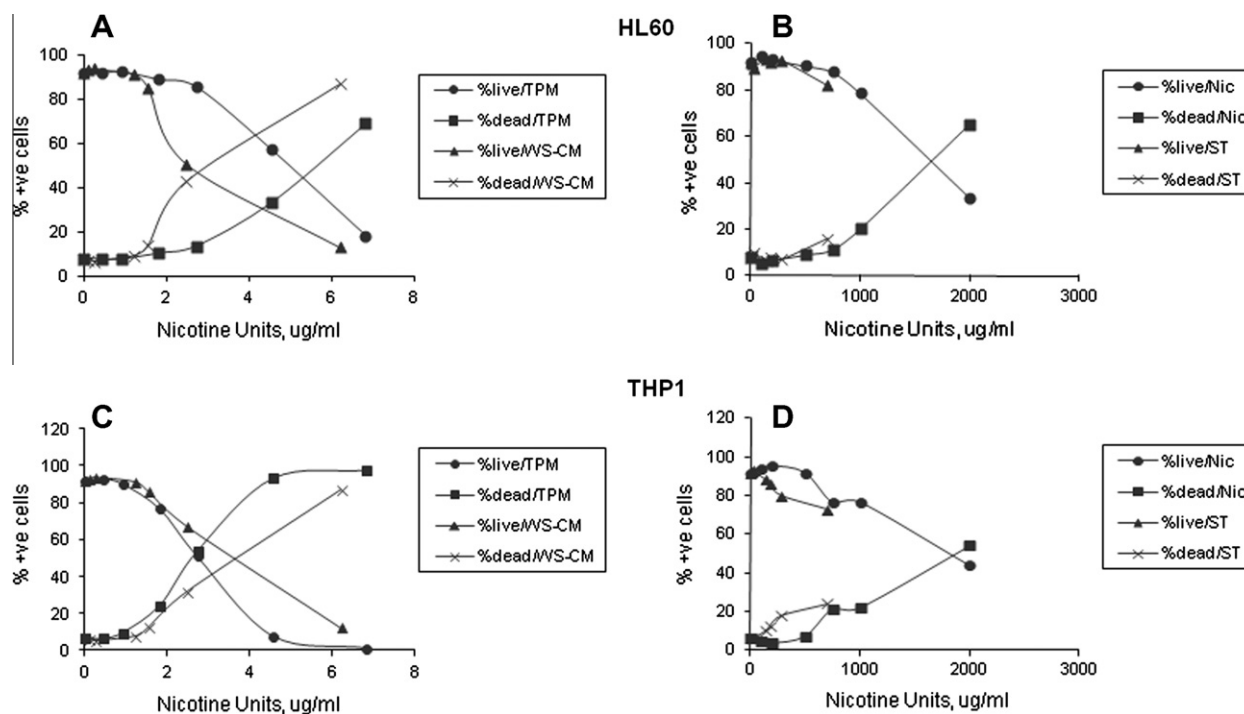 A
HL60
B
100
80
60
40
20
0
% +ve cells
0 2 4 6 8
Nicotine Units, ug/ml
%live/TPM
%dead/TPM
%live/WS-CM
%dead/WS-CM
100
80
60
40
20
0
% +ve cells
0 1000 2000 3000
Nicotine Units, ug/ml
%live/Nic
%dead/Nic
%live/ST
%dead/ST
THP1
C
D
120
100
80
60
40
20
0
% +ve cells
0 2 4 6 8
Nicotine Units, ug/ml
%live/TPM
%dead/TPM
%live/WS-CM
%dead/WS-CM
120
100
80
60
40
20
0
% +ve cells
0 1000 2000 3000
Nicotine Units, ug/ml
%live/Nic
%dead/Nic
%live/ST
%dead/ST